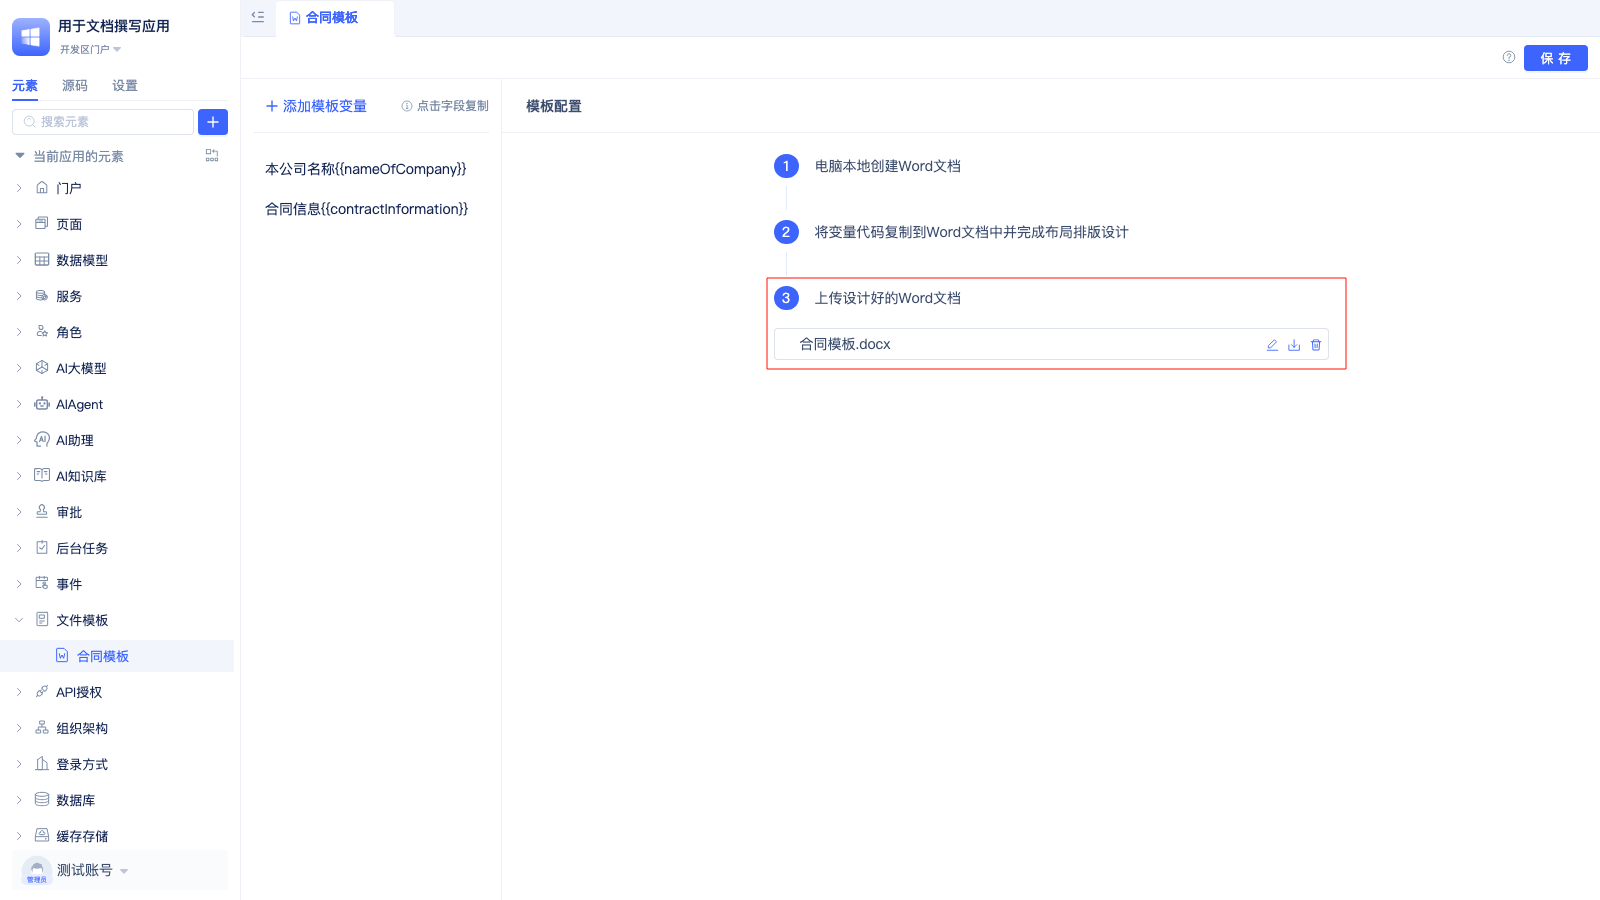 用于文档撰写应用
开发区门户
元素 源码 设置
搜索元素
当前应用的元素
门户
页面
数据模型
服务
角色
AI大模型
AIAgent
AI助理
AI知识库
审批
后台任务
事件
文件模板
合同模板
API授权
组织架构
登录方式
数据库
缓存存储
管理员
测试账号
合同模板
保 存
添加模板变量 点击字段复制
本公司名称{{nameOfCompany}}
合同信息{{contractInformation}}
模板配置
1 电脑本地创建Word文档
2 将变量代码复制到Word文档中并完成布局排版设计
3 上传设计好的Word文档
合同模板.docx